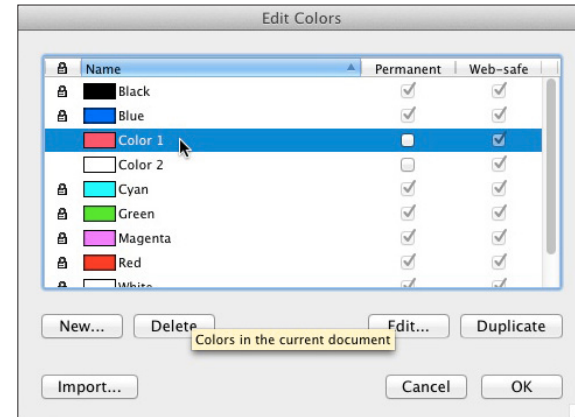 Edit Colors
Name Permanent Web-safe
Black
Blue
Color 1
Color 2
Cyan
Green
Magenta
Red
White
New... Delete Edit... Duplicate
Colors in the current document
Import... Cancel OK